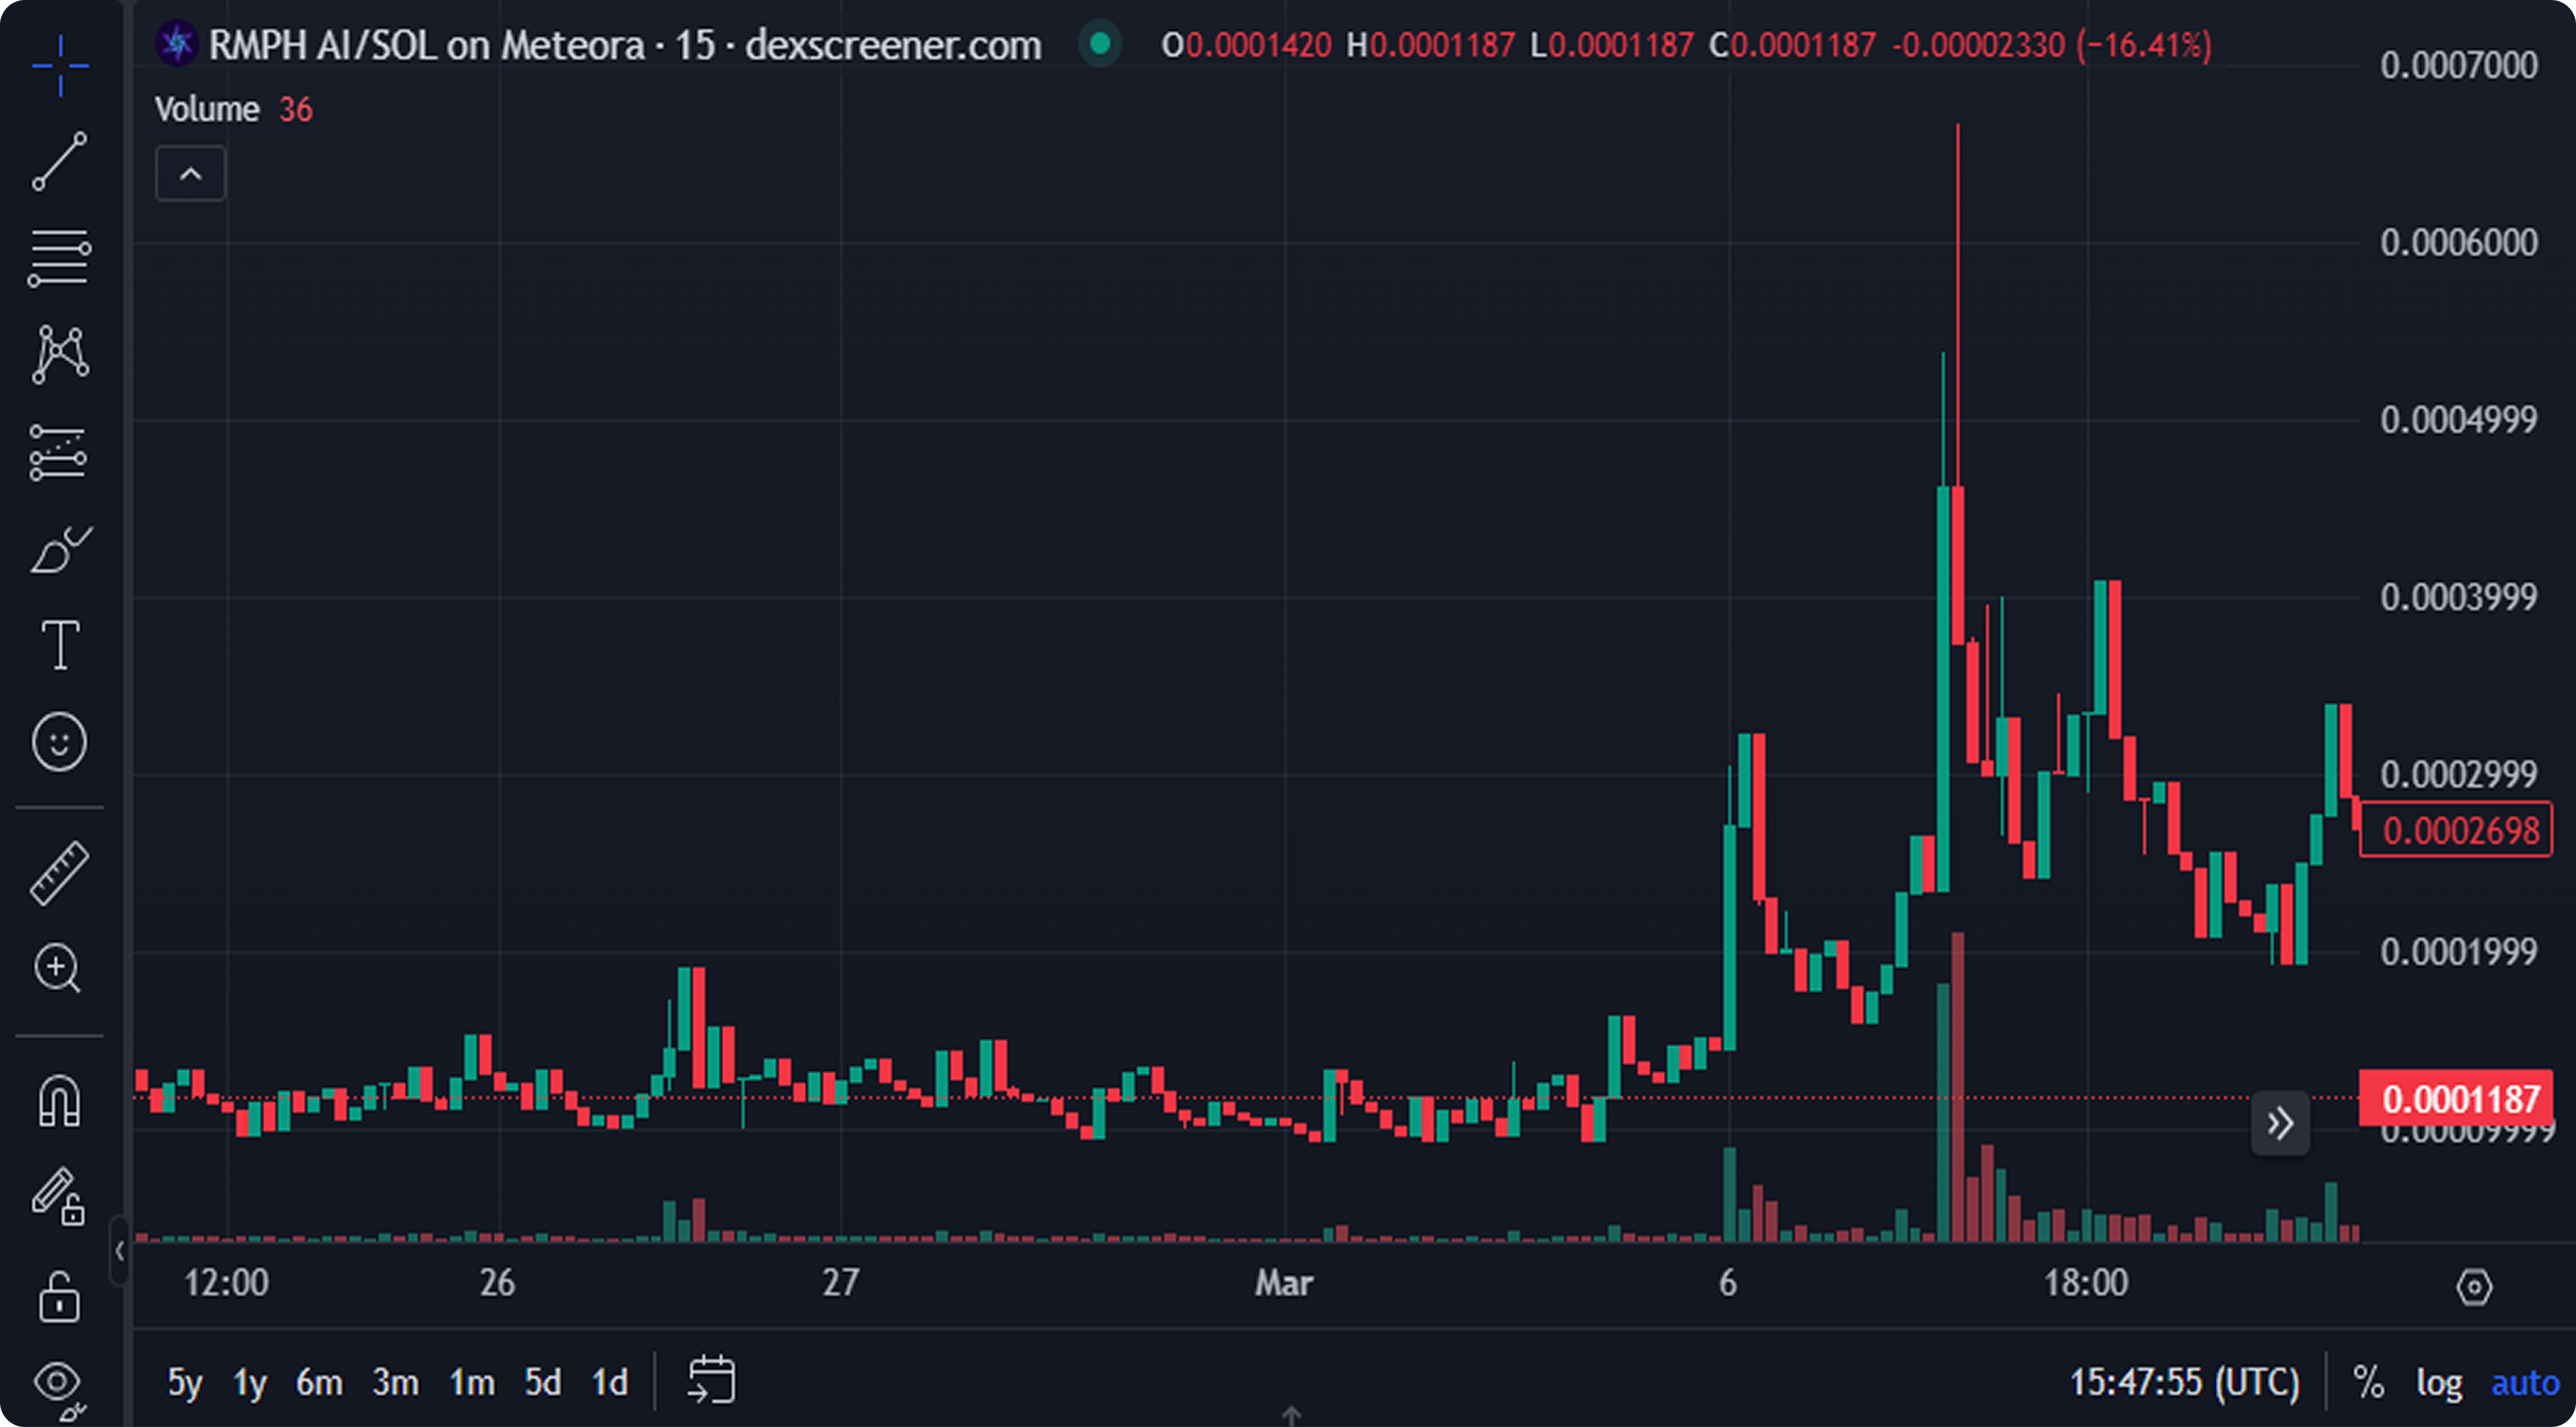 RMPH AI/SOL on Meteora · 15 · dexscreener.com O0.0001420 H0.0001187 L0.0001187 C0.0001187 -0.00002330 (−16.41%)
Volume 36
0.0007000
0.0006000
0.0004999
0.0003999
0.0002999
0.0002698
0.0001999
0.0001187
0.00009999
12:00 26 27 Mar 6 18:00
5y 1y 6m 3m 1m 5d 1d 15:47:55 (UTC) % log auto